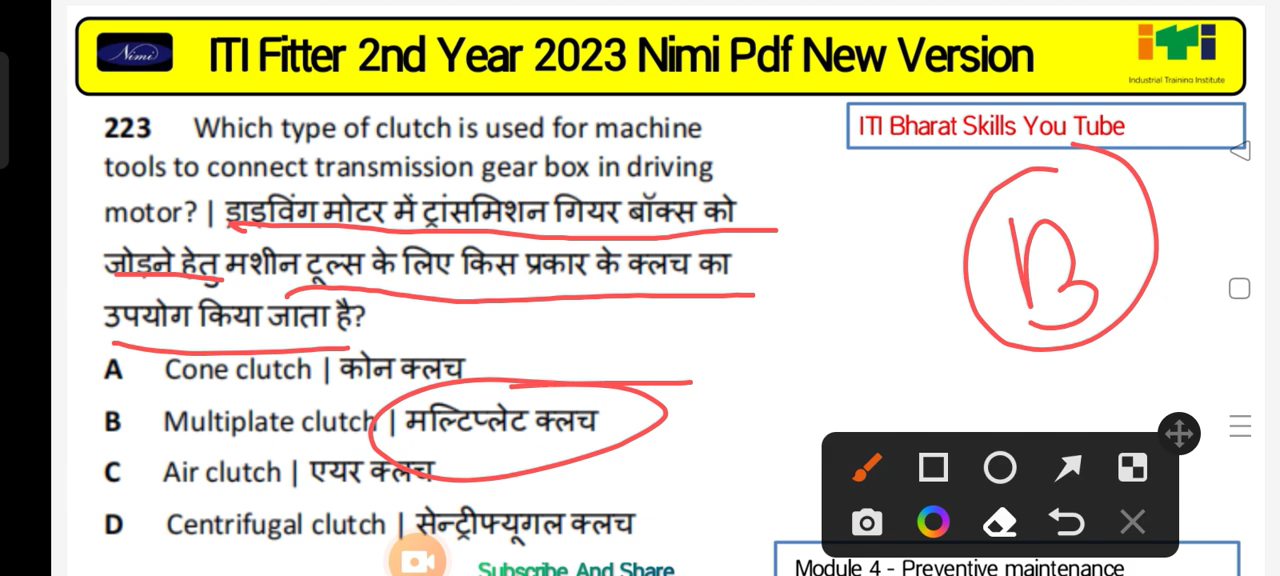 Nimi
ITI Fitter 2nd Year 2023 Nimi Pdf New Version
Industrial Training Institute
223 Which type of clutch is used for machine
tools to connect transmission gear box in driving
motor? | ड्राइविंग मोटर में ट्रांसमिशन गियर बॉक्स को
जोड़ने हेतु मशीन टूल्स के लिए किस प्रकार के क्लच का
उपयोग किया जाता है?
ITI Bharat Skills You Tube
B
A Cone clutch | कोन क्लच
B Multiplate clutch | मल्टिप्लेट क्लच
C Air clutch | एयर क्लच
D Centrifugal clutch | सेन्ट्रीफ्यूगल क्लच
Subscribe And Share
Module 4 - Preventive maintenance